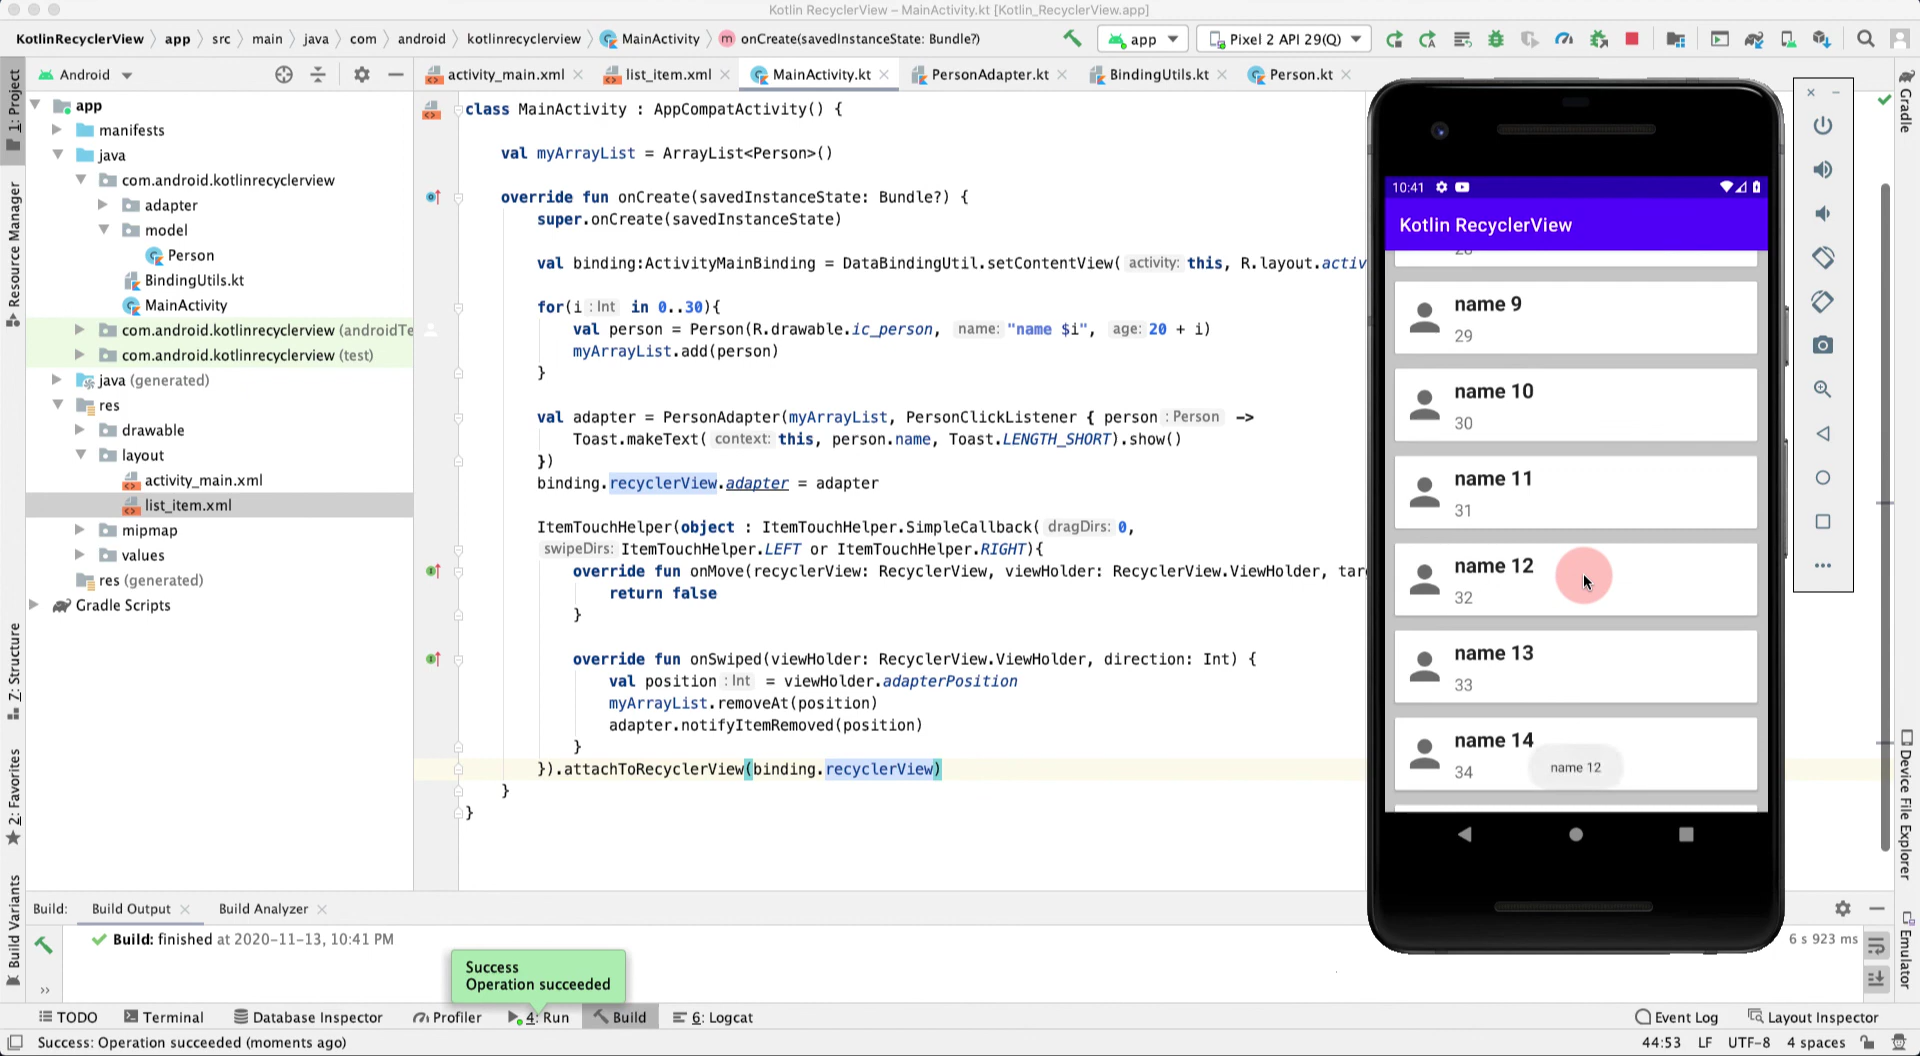 Kotlin RecyclerView – MainActivity.kt [Kotlin_RecyclerView.app]
KotlinRecyclerView app src main java com android kotlinrecyclerview MainActivity onCreate(savedInstanceState: Bundle?) app Pixel 2 API 29(Q)
Android
activity_main.xml list_item.xml MainActivity.kt PersonAdapter.kt BindingUtils.kt Person.kt
1: Project
Resource Manager
Z: Structure
2: Favorites
Build Variants
app
manifests
java
com.android.kotlinrecyclerview
adapter
model
Person
BindingUtils.kt
MainActivity
com.android.kotlinrecyclerview (androidTe
com.android.kotlinrecyclerview (test)
java (generated)
res
drawable
layout
activity_main.xml
list_item.xml
mipmap
values
res (generated)
Gradle Scripts
class MainActivity : AppCompatActivity() {
val myArrayList = ArrayList<Person>()
override fun onCreate(savedInstanceState: Bundle?) {
super.onCreate(savedInstanceState)
val binding:ActivityMainBinding = DataBindingUtil.setContentView( activity: this, R.layout.activ
for(i : Int in 0..30){
val person = Person(R.drawable.ic_person, name: "name $i", age: 20 + i)
myArrayList.add(person)
}
val adapter = PersonAdapter(myArrayList, PersonClickListener { person : Person ->
Toast.makeText( context: this, person.name, Toast.LENGTH_SHORT).show()
})
binding.recyclerView.adapter = adapter
ItemTouchHelper(object : ItemTouchHelper.SimpleCallback( dragDirs: 0,
swipeDirs: ItemTouchHelper.LEFT or ItemTouchHelper.RIGHT){
override fun onMove(recyclerView: RecyclerView, viewHolder: RecyclerView.ViewHolder, tar
return false
}
override fun onSwiped(viewHolder: RecyclerView.ViewHolder, direction: Int) {
val position : Int = viewHolder.adapterPosition
myArrayList.removeAt(position)
adapter.notifyItemRemoved(position)
}
}).attachToRecyclerView(binding.recyclerView)
}
}
10:41
Kotlin RecyclerView
28
name 9
29
name 10
30
name 11
31
name 12
32
name 13
33
name 14
34
name 12
Gradle
Device File Explorer
Emulator
Build: Build Output Build Analyzer
Build: finished at 2020-11-13, 10:41 PM
6 s 923 ms
Success
Operation succeeded
TODO Terminal Database Inspector Profiler 4: Run Build 6: Logcat Event Log Layout Inspector
Success: Operation succeeded (moments ago) 44:53 LF UTF-8 4 spaces